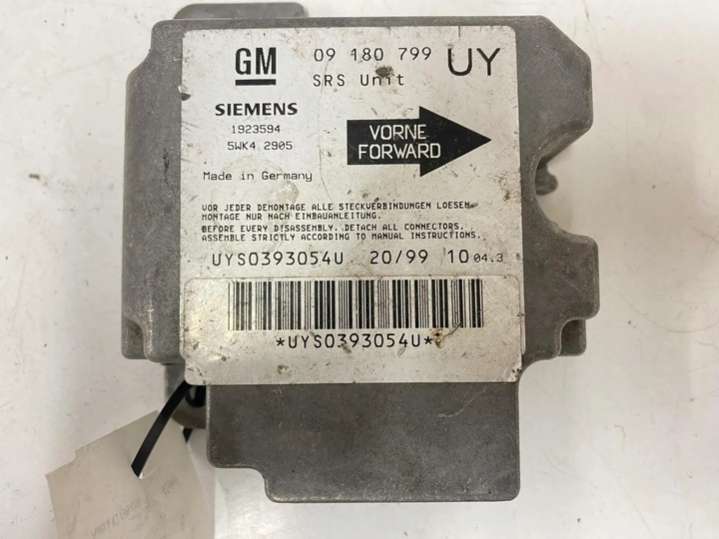 GM 09 180 799 UY
SRS Unit
SIEMENS
1923594
5WK4 2905
VORNE
FORWARD
Made in Germany
VOR JEDER DEMONTAGE ALLE STECKVERBINDUNGEN LOESEN.
MONTAGE NUR NACH EINBAUANLEITUNG.
BEFORE EVERY DISASSEMBLY. DETACH ALL CONNECTORS.
ASSEMBLE STRICTLY ACCORDING TO MANUAL INSTRUCTIONS.
UYS0393054U 20/99 10 04.3
*UYS0393054U*